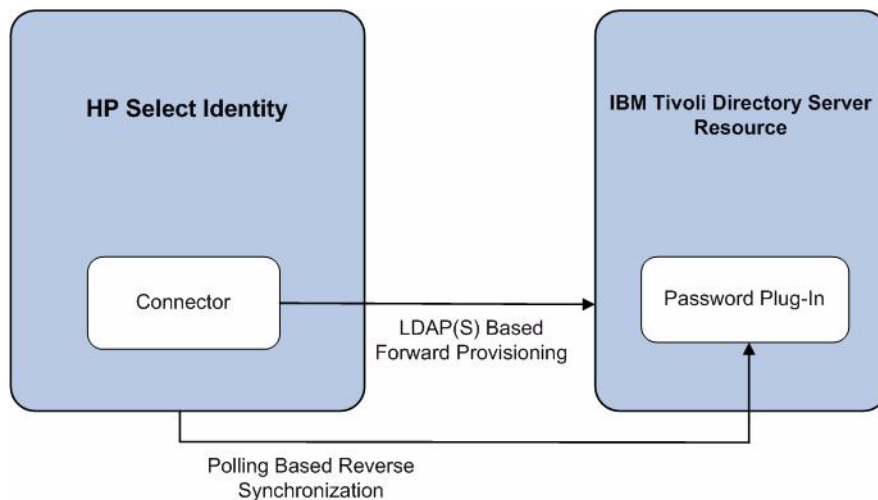 HP Select Identity
IBM Tivoli Directory Server
Resource
Connector
Password Plug-In
LDAP(S) Based
Forward Provisioning
Polling Based Reverse
Synchronization